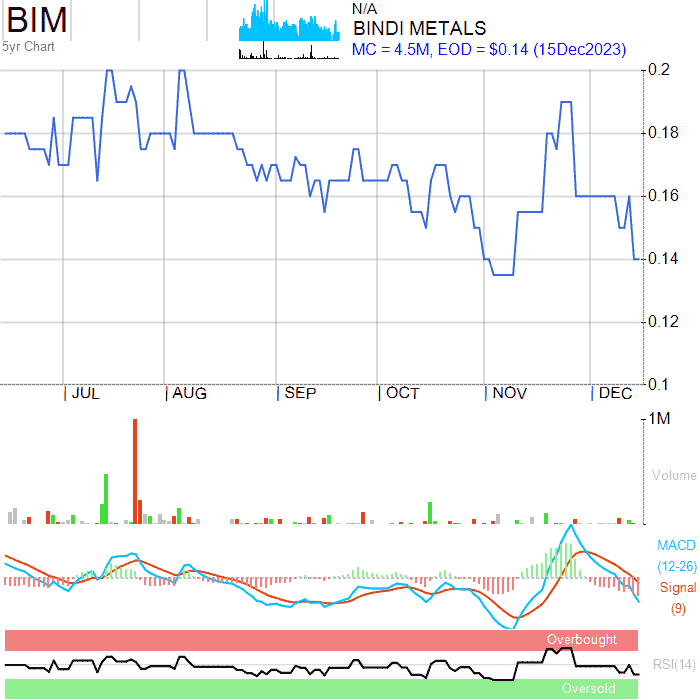 BIM
5yr Chart
N/A
BINDI METALS
MC = 4.5M, EOD = $0.14 (15Dec2023)
0.2
0.18
0.16
0.14
0.12
0.1
JUL AUG SEP OCT NOV DEC
1M
Volume
MACD
(12-26)
Signal
(9)
Overbought
RSI(14)
Oversold